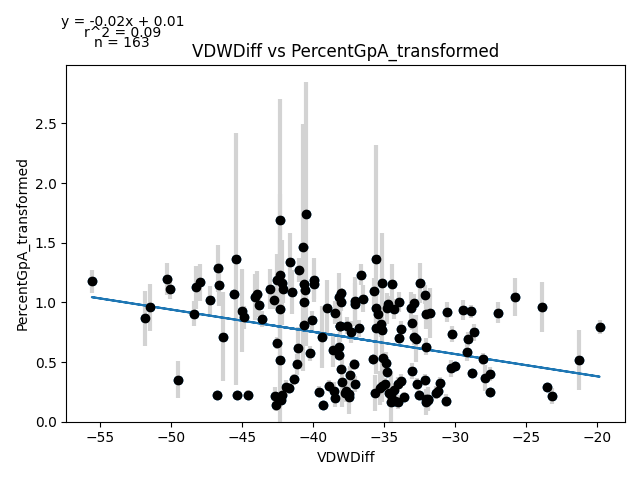 y = -0.02x + 0.01
r^2 = 0.09
n = 163
VDWDiff vs PercentGpA_transformed
PercentGpA_transformed
2.5
2.0
1.5
1.0
0.5
0.0
−55
−50
−45
−40
−35
−30
−25
−20
VDWDiff